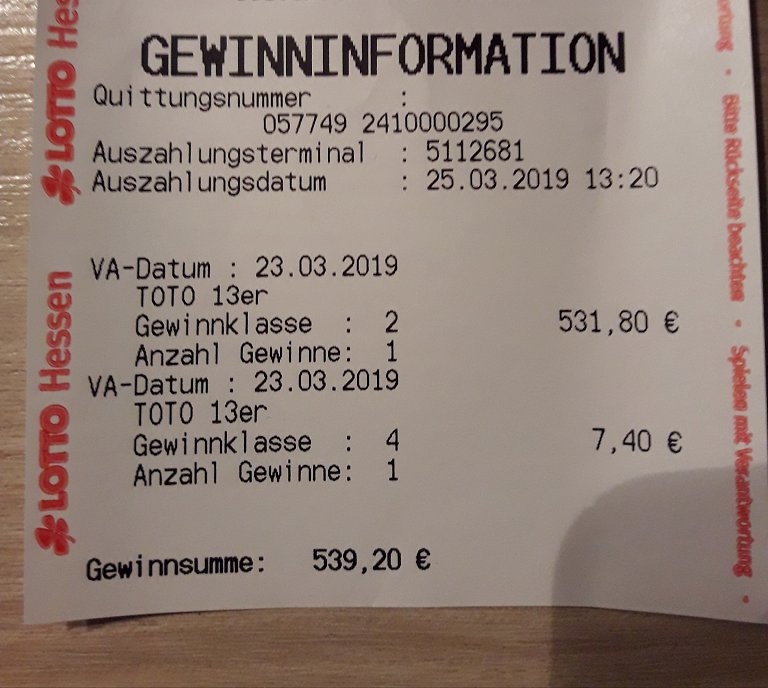 GEWINNINFORMATION
Quittungsnummer :
057749 2410000295
Auszahlungsterminal : 5112681
Auszahlungsdatum : 25.03.2019 13:20
VA-Datum : 23.03.2019
TOTO 13er
Gewinnklasse : 2 531,80 €
Anzahl Gewinne: 1
VA-Datum : 23.03.2019
TOTO 13er
Gewinnklasse : 4 7,40 €
Anzahl Gewinne: 1
Gewinnsumme: 539,20 €
LOTTO Hessen
LOTTO Hes
Bitte Rückseite beachten • Spielen mit Verantwortung •